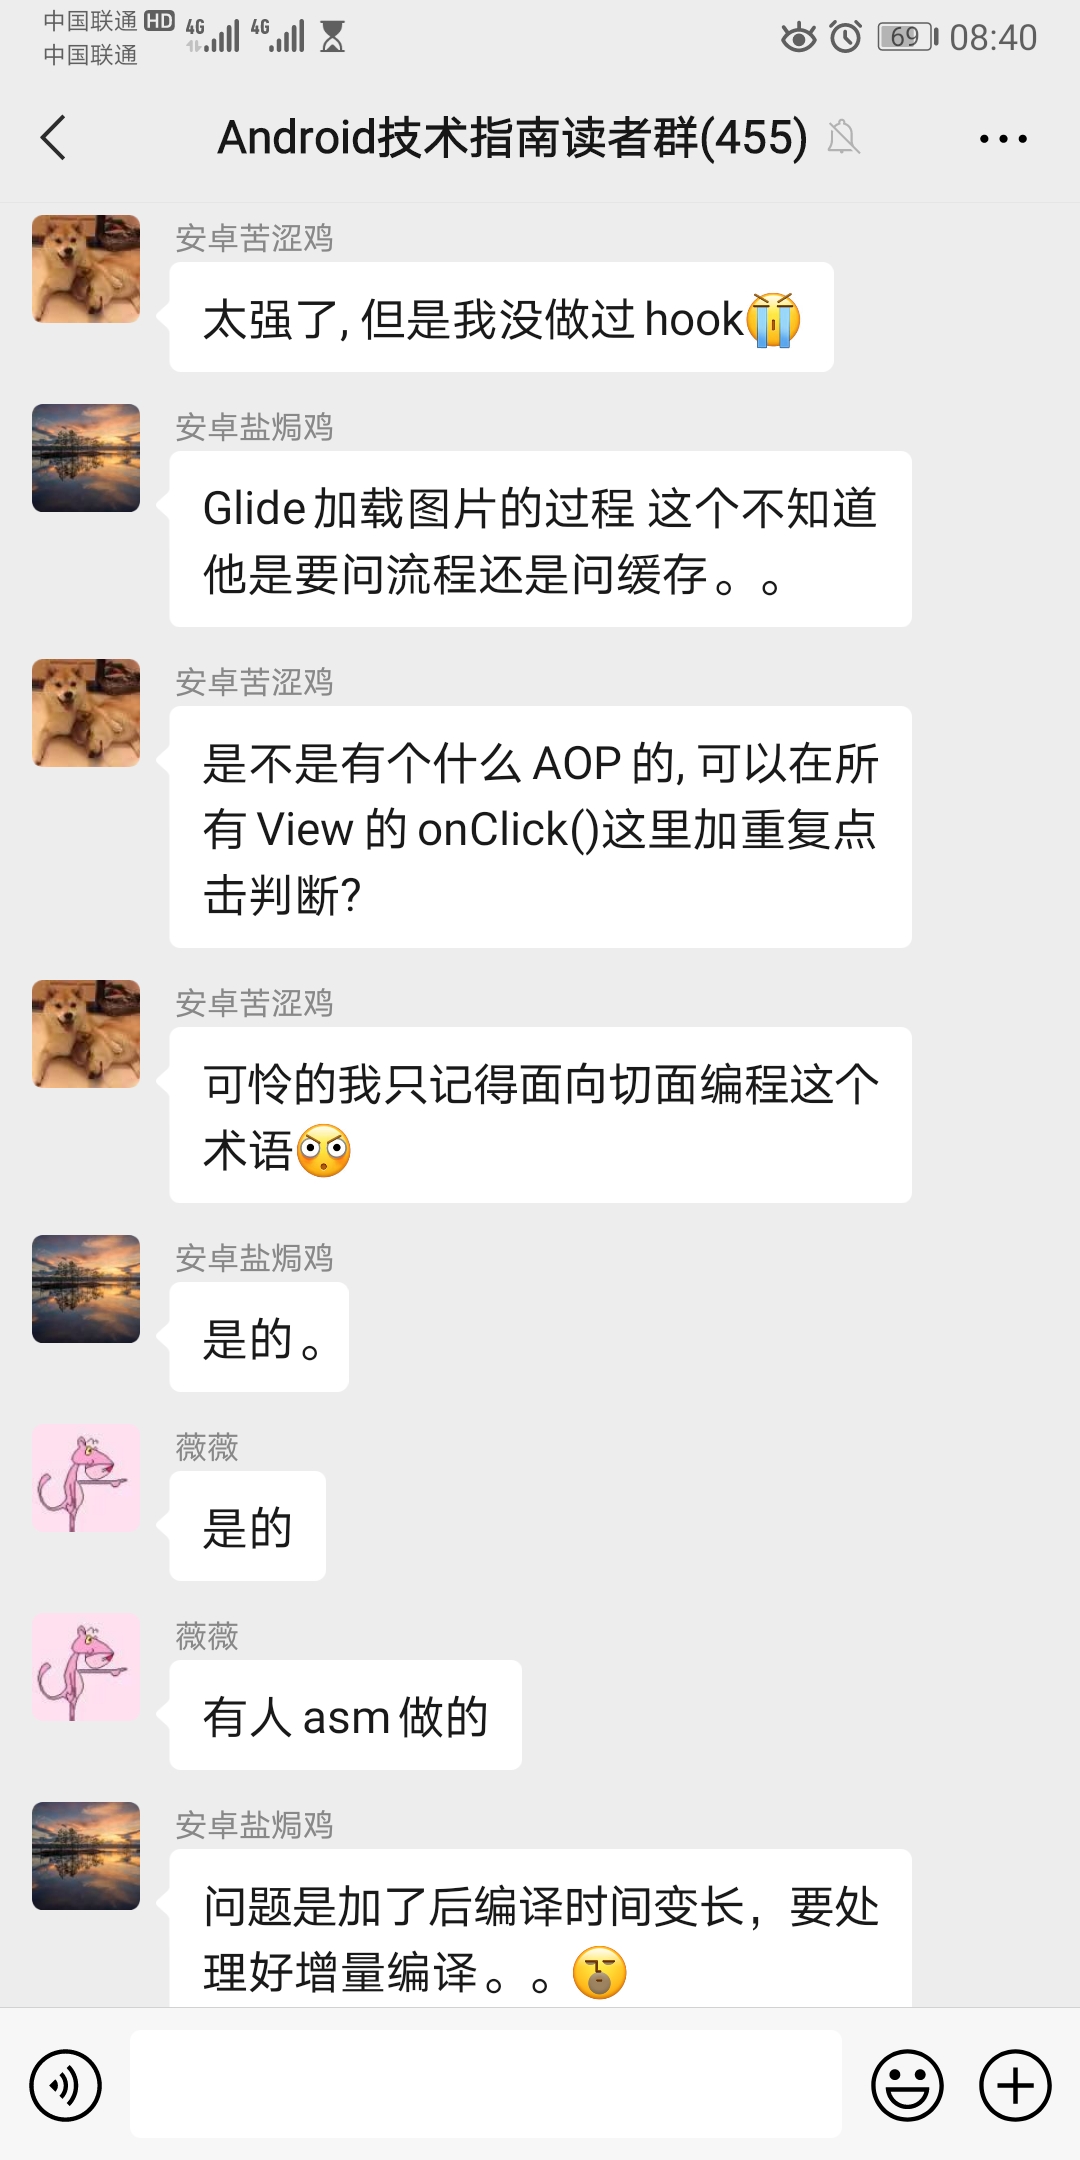 中国联通 HD 4G 4G 69 08:40
中国联通
Android技术指南读者群(455)
安卓苦涩鸡
太强了, 但是我没做过 hook
安卓盐焗鸡
Glide 加载图片的过程 这个不知道
他是要问流程还是问缓存。。
安卓苦涩鸡
是不是有个什么 AOP 的, 可以在所
有 View 的 onClick()这里加重复点
击判断?
安卓苦涩鸡
可怜的我只记得面向切面编程这个
术语
安卓盐焗鸡
是的。
薇薇
是的
薇薇
有人 asm 做的
安卓盐焗鸡
问题是加了后编译时间变长，要处
理好增量编译。。